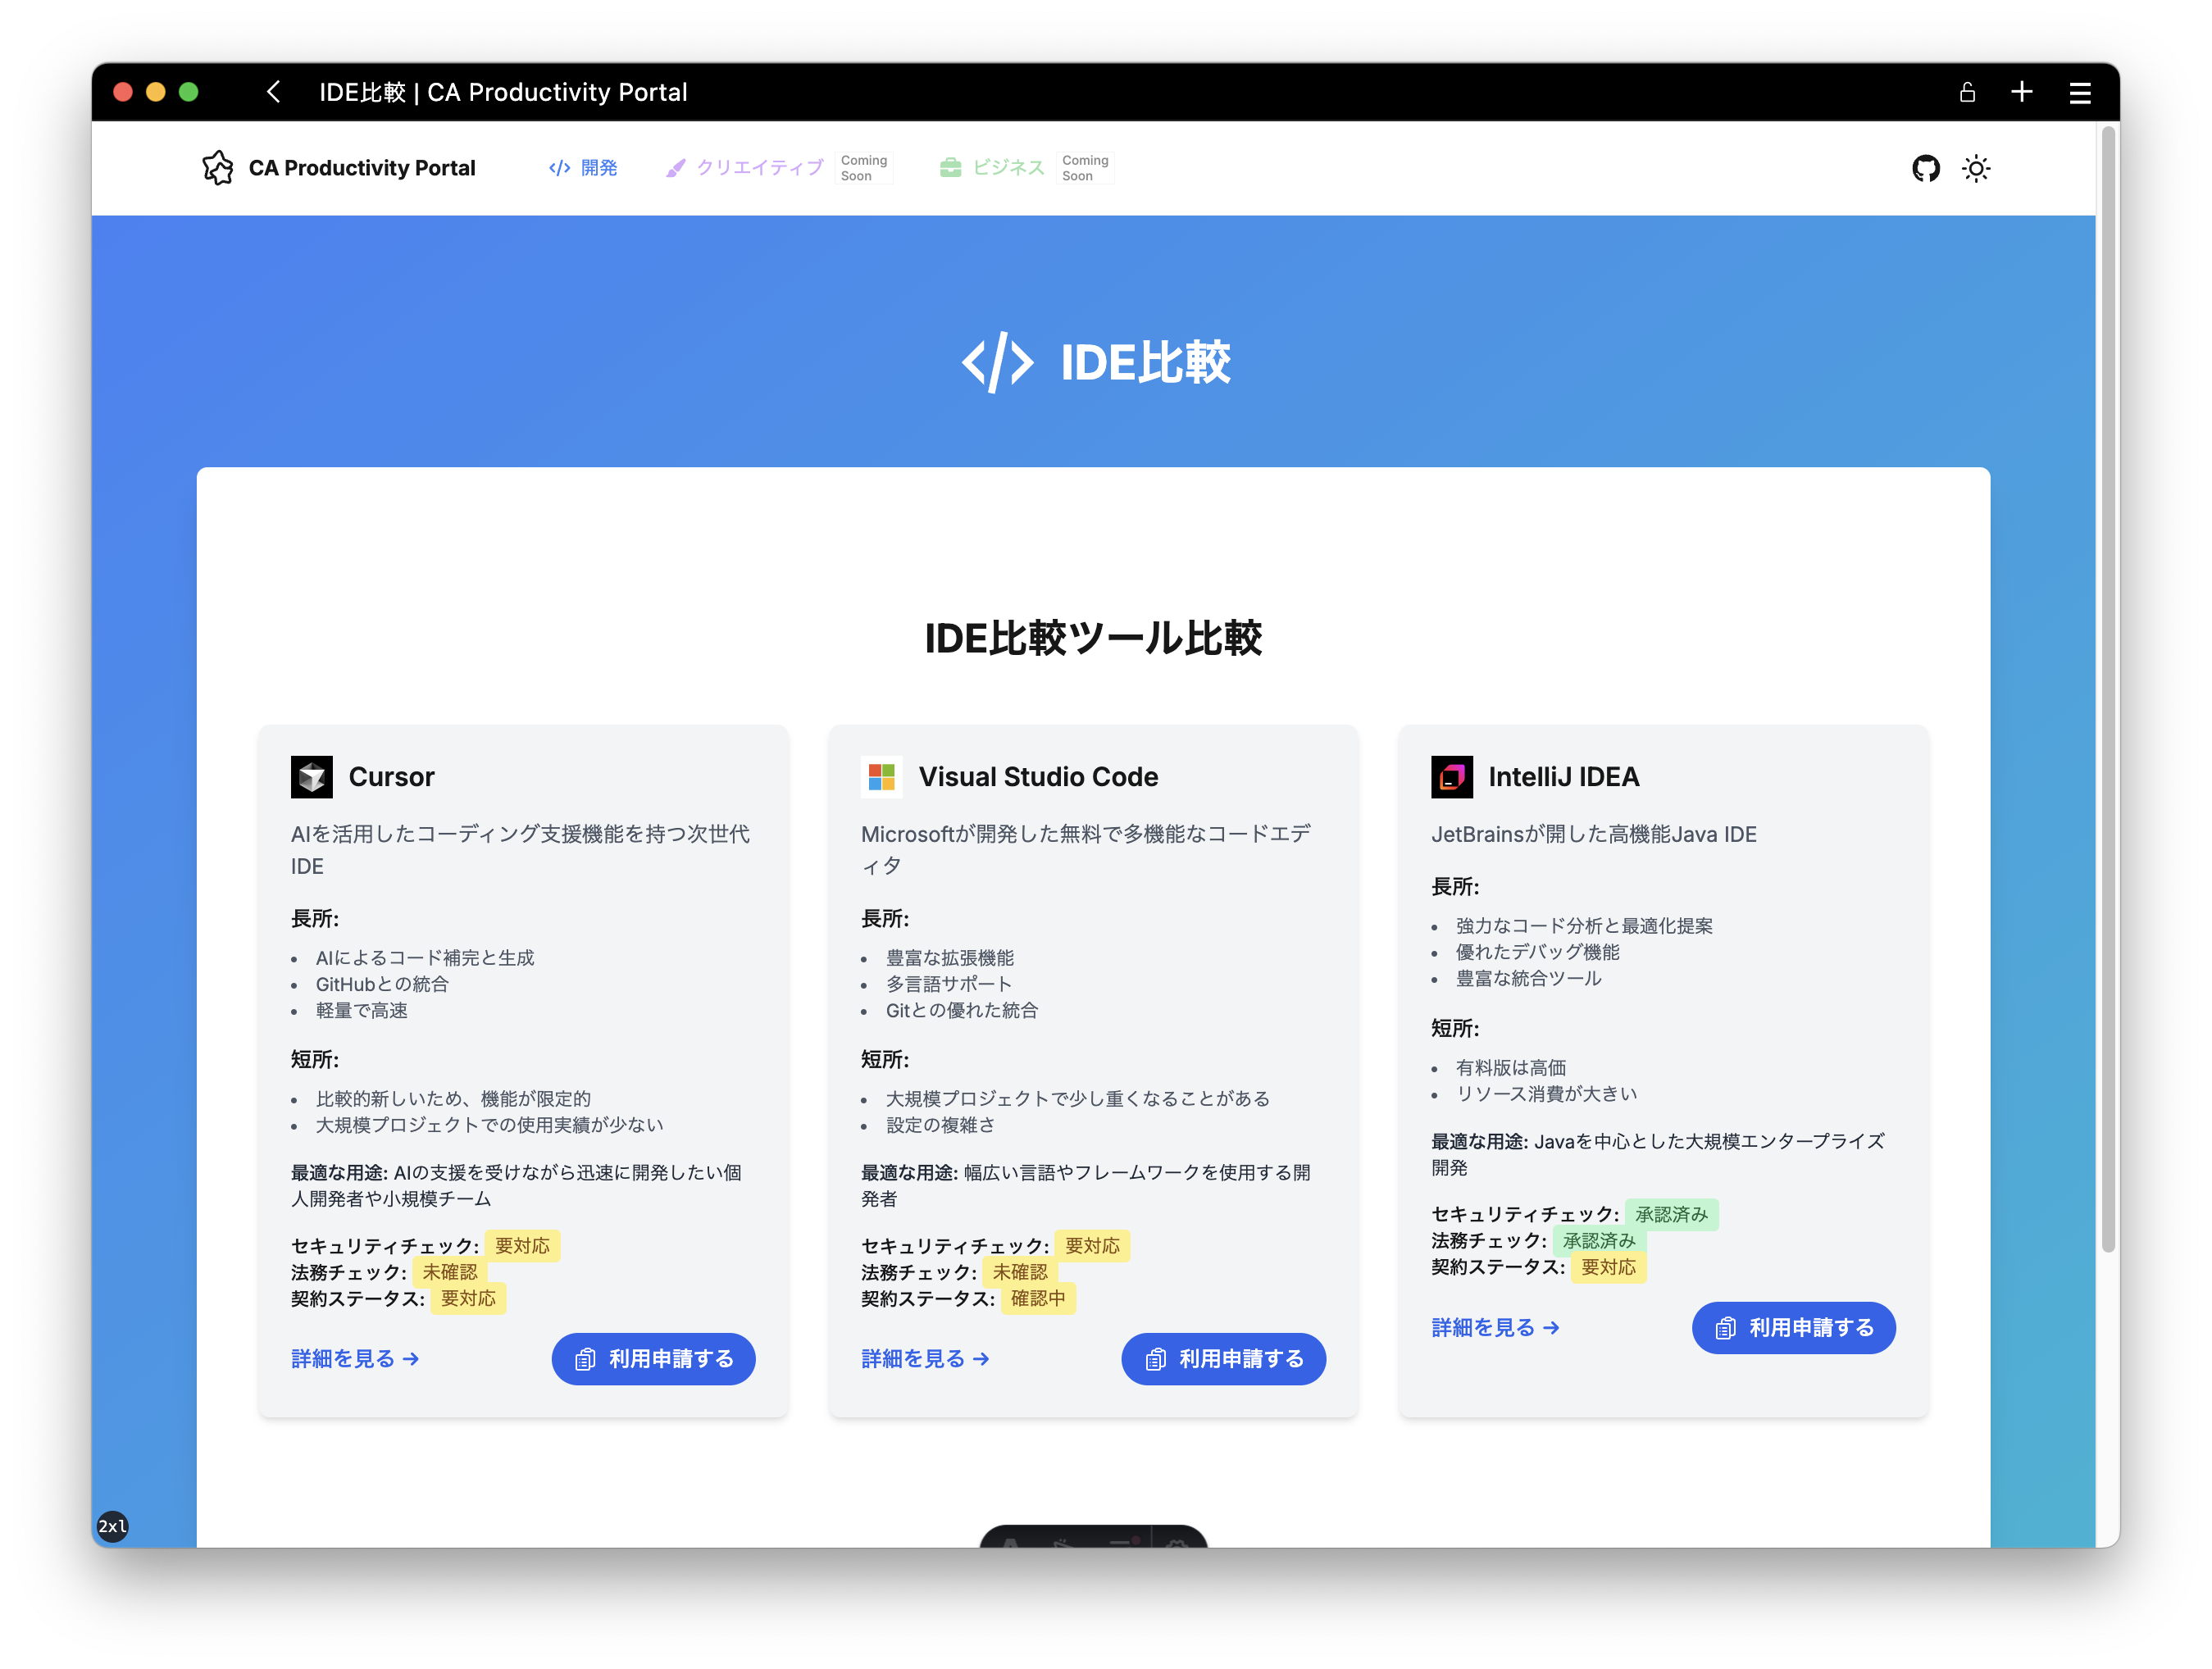 IDE比較 | CA Productivity Portal
CA Productivity Portal
開発
クリエイティブ
Coming
Soon
ビジネス
Coming
Soon
IDE比較
IDE比較ツール比較
Cursor
AIを活用したコーディング支援機能を持つ次世代
IDE
長所:
• AIによるコード補完と生成
• GitHubとの統合
• 軽量で高速
短所:
• 比較的新しいため、機能が限定的
• 大規模プロジェクトでの使用実績が少ない
最適な用途: AIの支援を受けながら迅速に開発したい個
人開発者や小規模チーム
セキュリティチェック: 要対応
法務チェック: 未確認
契約ステータス: 要対応
詳細を見る →
利用申請する
Visual Studio Code
Microsoftが開発した無料で多機能なコードエデ
ィタ
長所:
• 豊富な拡張機能
• 多言語サポート
• Gitとの優れた統合
短所:
• 大規模プロジェクトで少し重くなることがある
• 設定の複雑さ
最適な用途: 幅広い言語やフレームワークを使用する開
発者
セキュリティチェック: 要対応
法務チェック: 未確認
契約ステータス: 確認中
詳細を見る →
利用申請する
IntelliJ IDEA
JetBrainsが開した高機能Java IDE
長所:
• 強力なコード分析と最適化提案
• 優れたデバッグ機能
• 豊富な統合ツール
短所:
• 有料版は高価
• リソース消費が大きい
最適な用途: Javaを中心とした大規模エンタープライズ
開発
セキュリティチェック: 承認済み
法務チェック: 承認済み
契約ステータス: 要対応
詳細を見る →
利用申請する
2xl